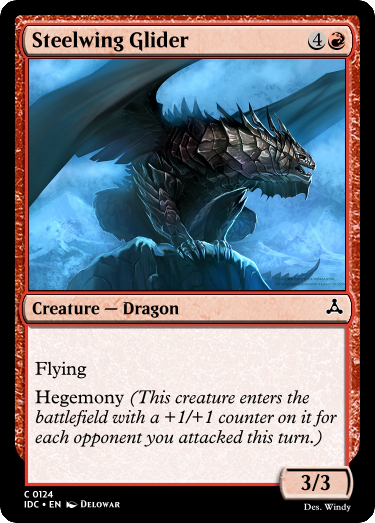 Steelwing Glider 4
Creature — Dragon
Flying
Hegemony (This creature enters the
battlefield with a +1/+1 counter on it for
each opponent you attacked this turn.)
3/3
C 0124
IDC • EN Delowar
Des. Windy